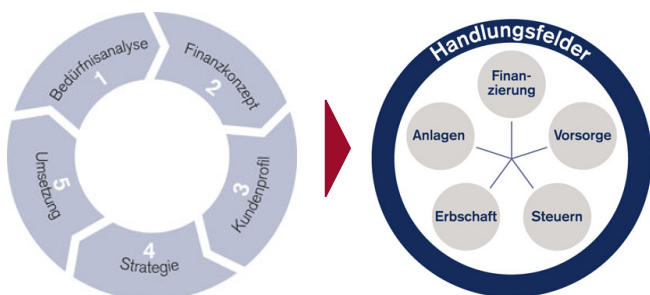 Bedürfnisanalyse
1
Finanzkonzept
2
3
Kundenprofil
4
Strategie
5
Umsetzung
Handlungsfelder
Finan-
zierung
Anlagen
Vorsorge
Erbschaft
Steuern